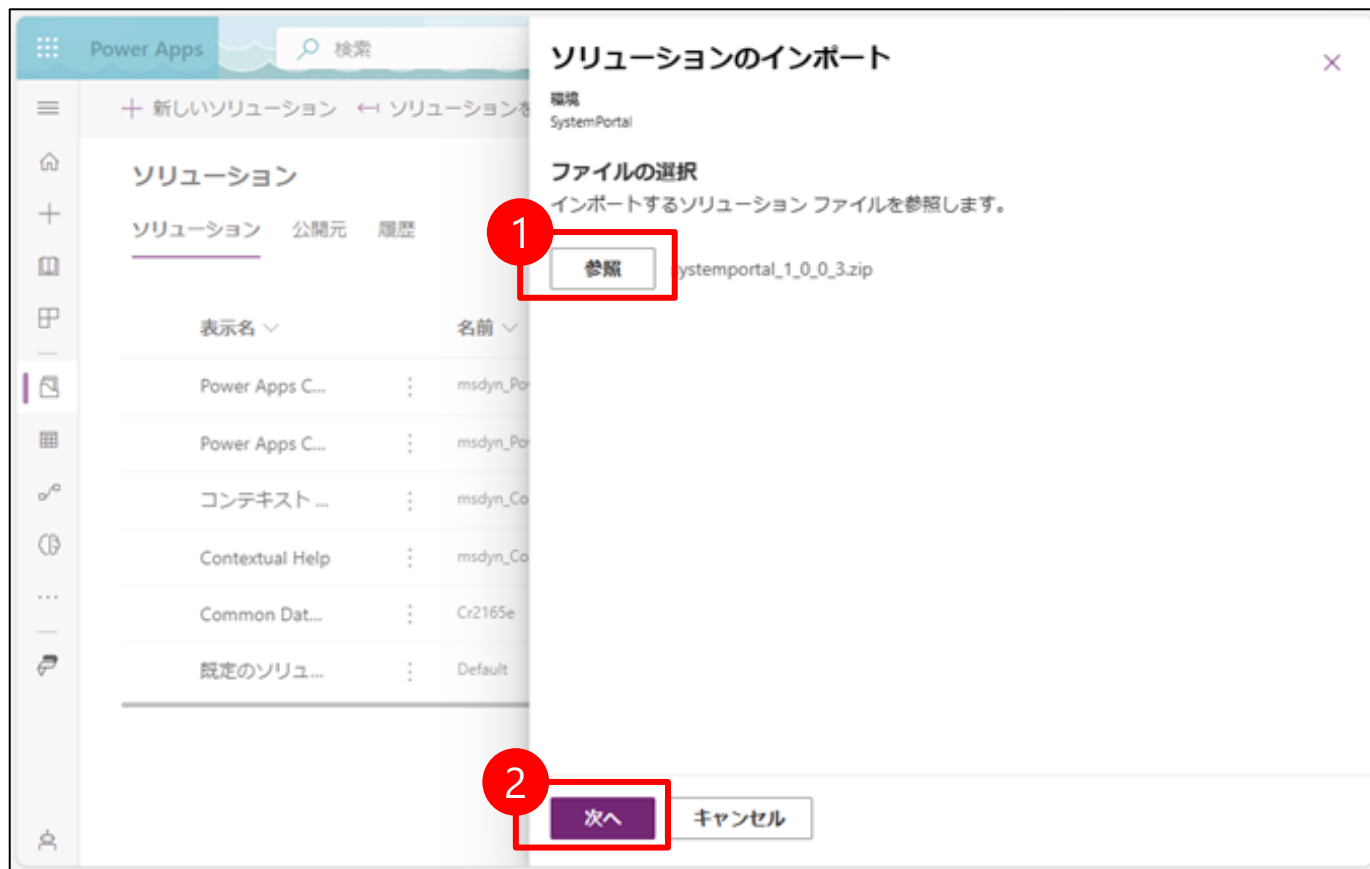 Power Apps
検索
ソリューションのインポート
環境
SystemPortal
+ 新しいソリューション ← ソリューションを
ソリューション
ソリューション 公開元 履歴
ファイルの選択
インポートするソリューション ファイルを参照します。
1
参照
ystemportal_1_0_0_3.zip
表示名 名前
Power Apps C... msdyn_Po
Power Apps C... msdyn_Po
コンテキスト ... msdyn_Co
Contextual Help msdyn_Co
Common Dat... Cr2165e
既定のソリュ... Default
2
次へ キャンセル